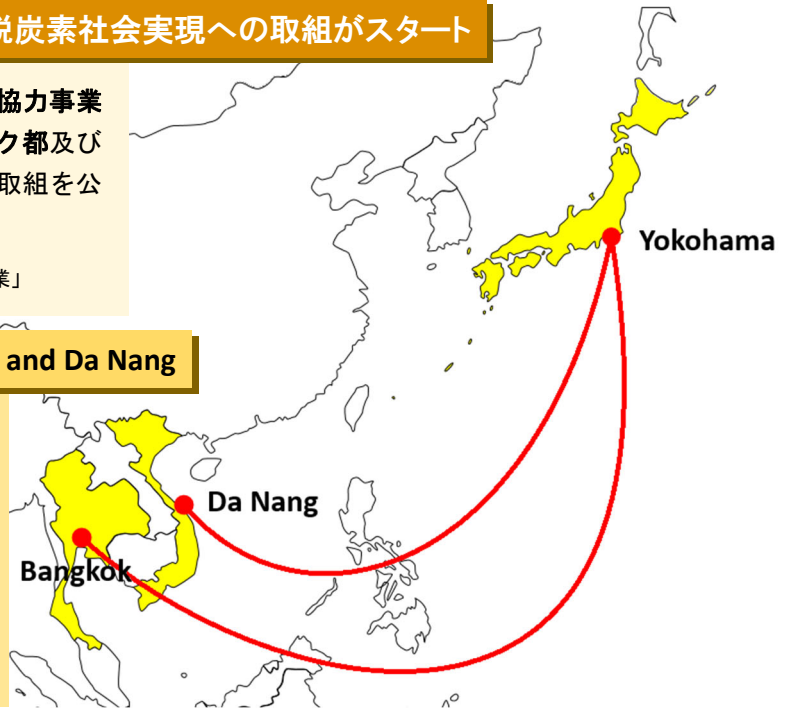 脱炭素社会実現への取組がスタート
協力事業
ク都及び
取組を公
業」
and Da Nang
Yokohama
Da Nang
Bangkok